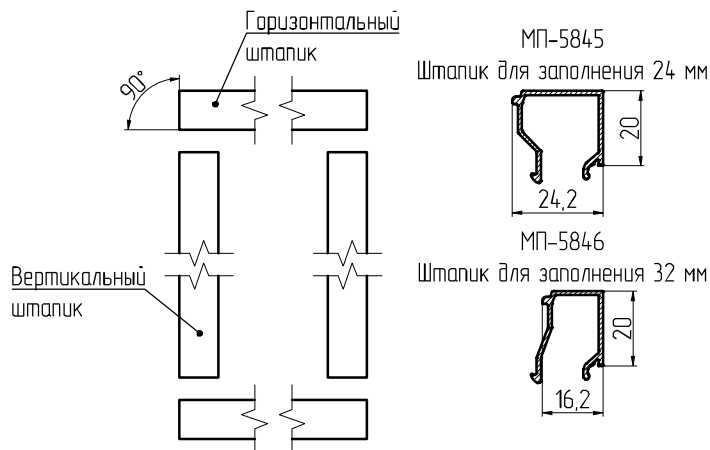 Горизонтальный
штапик
90°
Вертикальный
штапик
МП-5845
Штапик для заполнения 24 мм
20
24,2
МП-5846
Штапик для заполнения 32 мм
20
16,2